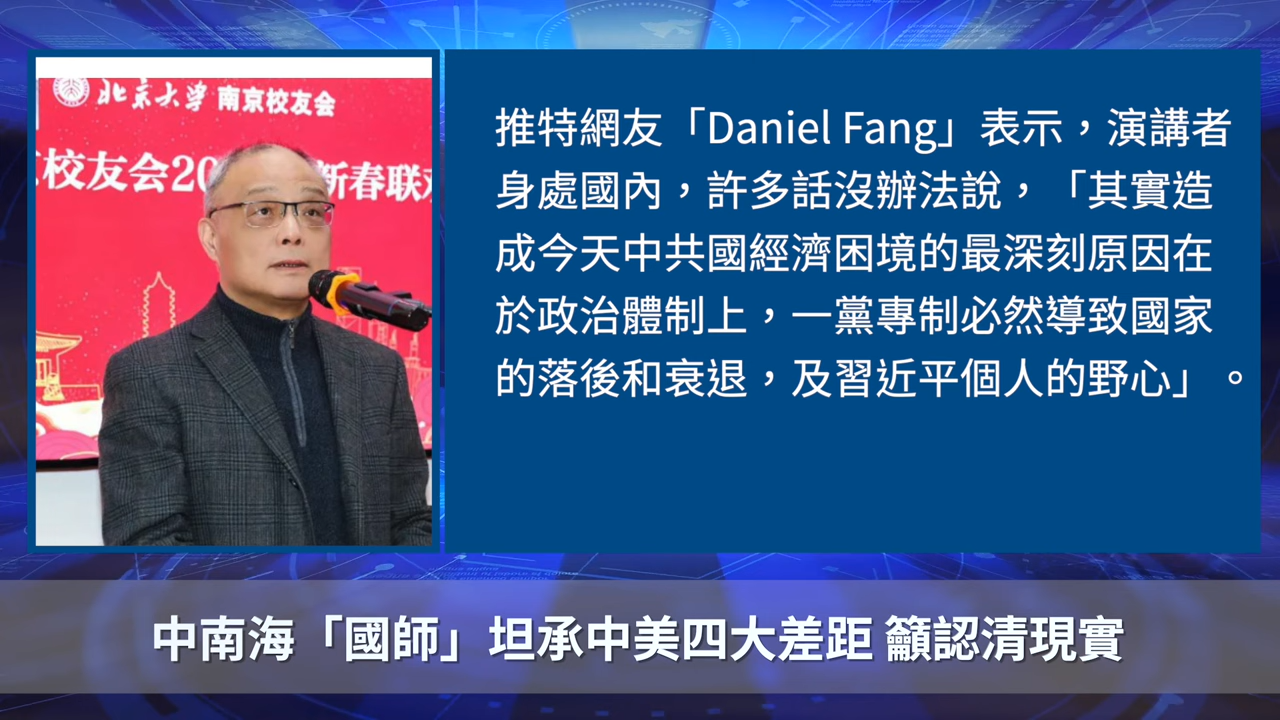 北京大学 南京校友会
校友会20 新春联
推特網友「Daniel Fang」表示，演講者
身處國內，許多話沒辦法說，「其實造
成今天中共國經濟困境的最深刻原因在
於政治體制上，一黨專制必然導致國家
的落後和衰退，及習近平個人的野心」。
中南海「國師」坦承中美四大差距 籲認清現實